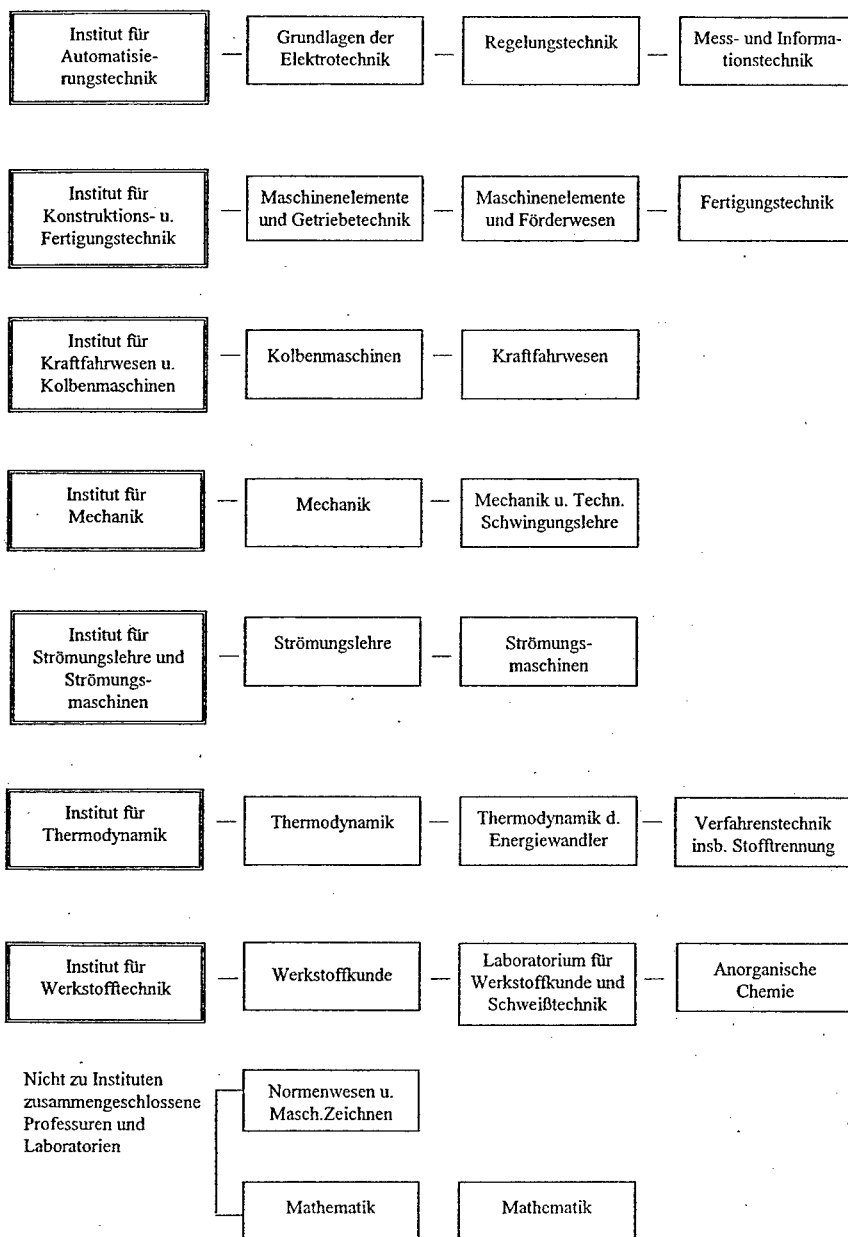 Institut für
Automatisie-
rungstechnik
Grundlagen der
Elektrotechnik
Regelungstechnik
Mess- und Informa-
tionstechnik
Institut für
Konstruktions- u.
Fertigungstechnik
Maschinenelemente
und Getriebetechnik
Maschinenelemente
und Förderwesen
Fertigungstechnik
Institut für
Kraftfahrwesen u.
Kolbenmaschinen
Kolbenmaschinen
Kraftfahrwesen
Institut für
Mechanik
Mechanik
Mechanik u. Techn.
Schwingungslehre
Institut für
Strömungslehre und
Strömungs-
maschinen
Strömungslehre
Strömungs-
maschinen
Institut für
Thermodynamik
Thermodynamik
Thermodynamik d.
Energiewandler
Verfahrenstechnik
insb. Stofftrennung
Institut für
Werkstofftechnik
Werkstoffkunde
Laboratorium für
Werkstoffkunde und
Schweißtechnik
Anorganische
Chemie
Nicht zu Instituten
zusammengeschlossene
Professuren und
Laboratorien
Normenwesen u.
Masch.Zeichnen
Mathematik
Mathematik